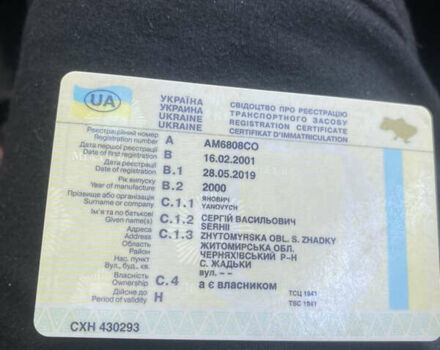 UA
УКРАЇНА
УКРАИНА
UKRAINE
UKRAINE
СВІДОЦТВО ПРО РЕЄСТРАЦІЮ
ТРАНСПОРТНОГО ЗАСОБУ
REGISTRATION CERTIFICATE
CERTIFICAT D'IMMATRICULATION
Реєстраційний номер
Registration number A AM6808CO
Дата першої реєстрації
Date of first registration B 16.02.2001
Дата реєстрації
Date of registration B.1 28.05.2019
Рік випуску
Year of manufacture B.2 2000
Прізвище або організація
Surname or company C.1.1 ЯНОВИЧ
YANOVYCH
Ім'я та по батькові
Given name(s) C.1.2 СЕРГІЙ ВАСИЛЬОВИЧ
SERHII
Адреса
Address C.1.3 ZHYTOMYRSKA OBL. S. ZHADKY
Область ЖИТОМИРСЬКА ОБЛ.
Район ЧЕРНЯХІВСЬКИЙ Р-Н
Нас. пункт С. ЖАДЬКИ
Вул., буд., кв. вул. --
Власність
Ownership C.4 а є власником
Дійсне до
Period of validity H
ТСЦ 1841
TSC 1841
СХН 430293